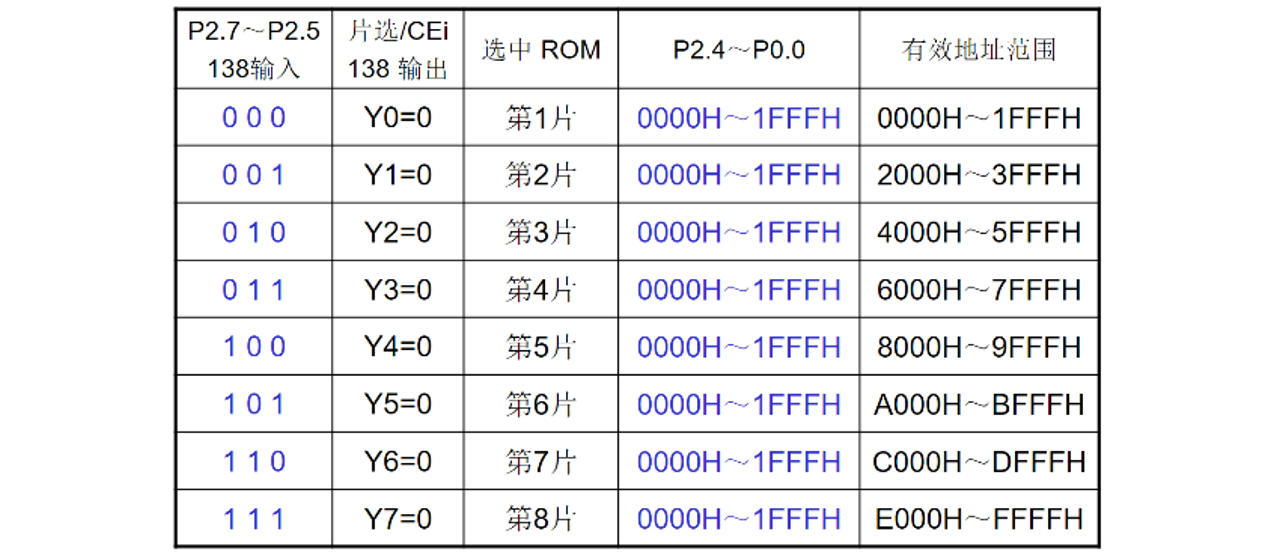 P2.7～P2.5 片选/CEi 选中 ROM P2.4～P0.0 有效地址范围
138输入 138 输出
0 0 0 Y0=0 第1片 0000H～1FFFH 0000H～1FFFH
0 0 1 Y1=0 第2片 0000H～1FFFH 2000H～3FFFH
0 1 0 Y2=0 第3片 0000H～1FFFH 4000H～5FFFH
0 1 1 Y3=0 第4片 0000H～1FFFH 6000H～7FFFH
1 0 0 Y4=0 第5片 0000H～1FFFH 8000H～9FFFH
1 0 1 Y5=0 第6片 0000H～1FFFH A000H～BFFFH
1 1 0 Y6=0 第7片 0000H～1FFFH C000H～DFFFH
1 1 1 Y7=0 第8片 0000H～1FFFH E000H～FFFFH